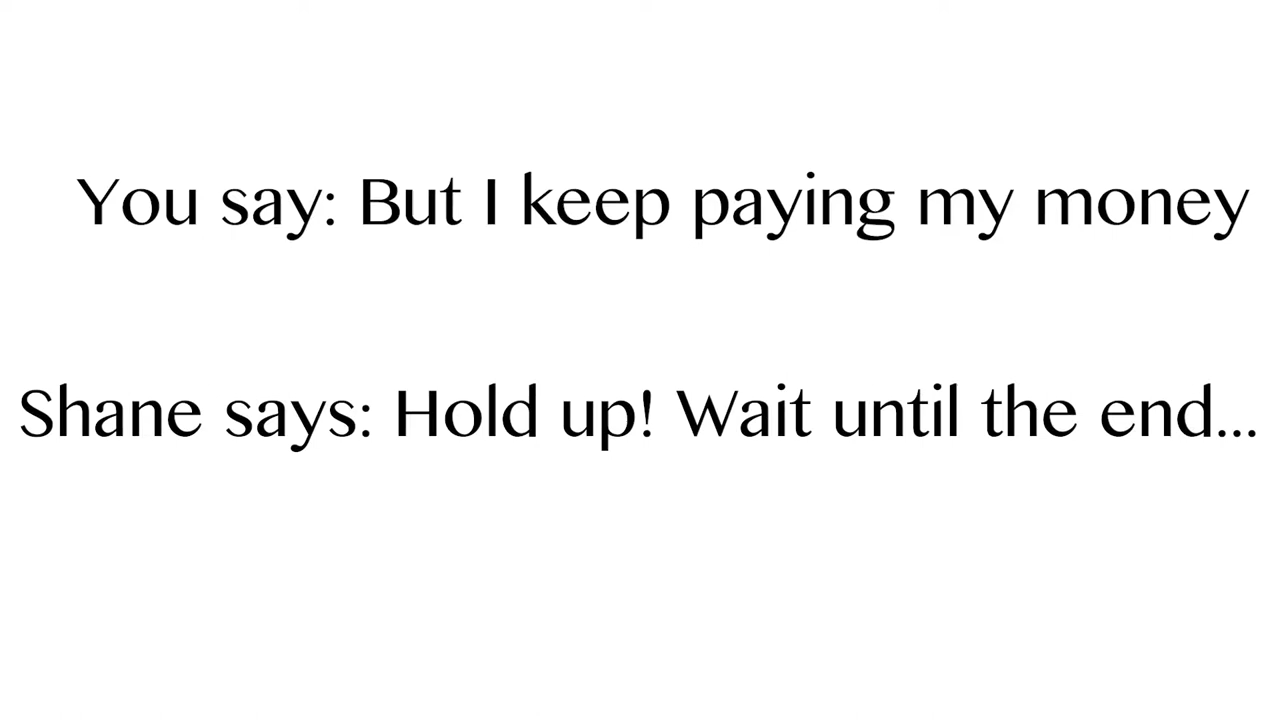 You say: But I keep paying my money
Shane says: Hold up! Wait until the end...